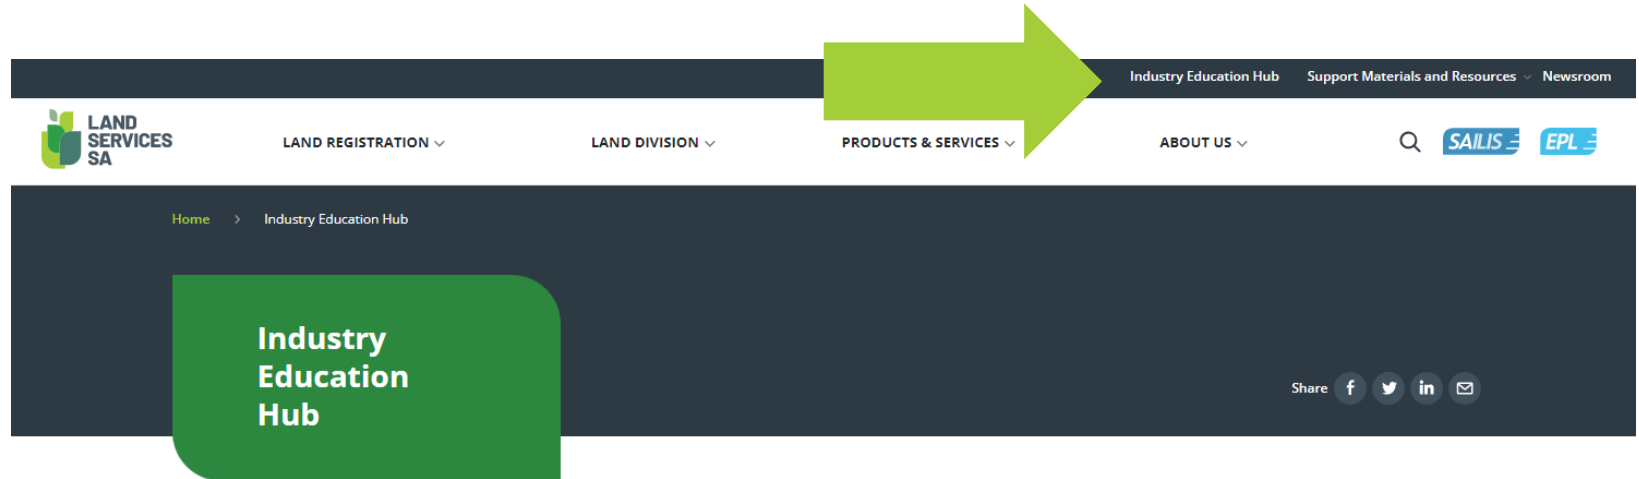 Industry Education Hub Support Materials and Resources Newsroom
LAND
SERVICES
SA
LAND REGISTRATION LAND DIVISION PRODUCTS & SERVICES ABOUT US SAILIS EPL
Home > Industry Education Hub
Industry
Education
Hub
Share